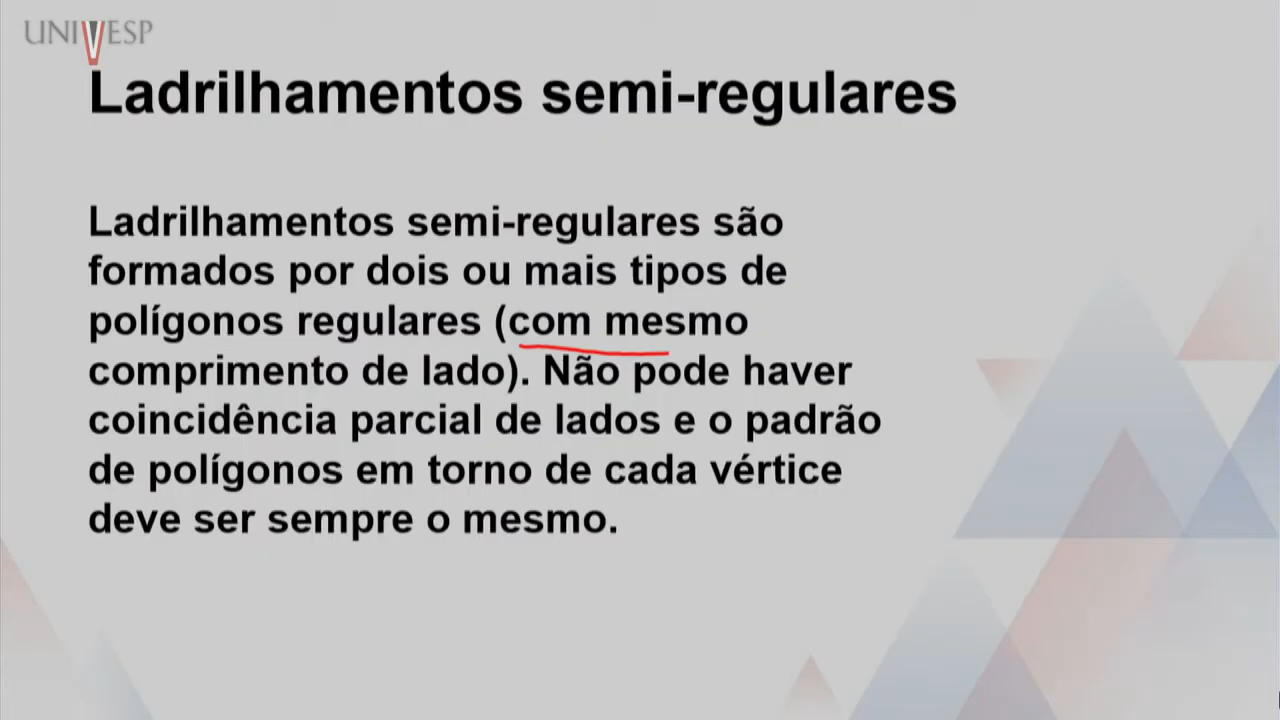 UNIVESP
Ladrilhamentos semi-regulares
Ladrilhamentos semi-regulares são
formados por dois ou mais tipos de
polígonos regulares (com mesmo
comprimento de lado). Não pode haver
coincidência parcial de lados e o padrão
de polígonos em torno de cada vértice
deve ser sempre o mesmo.